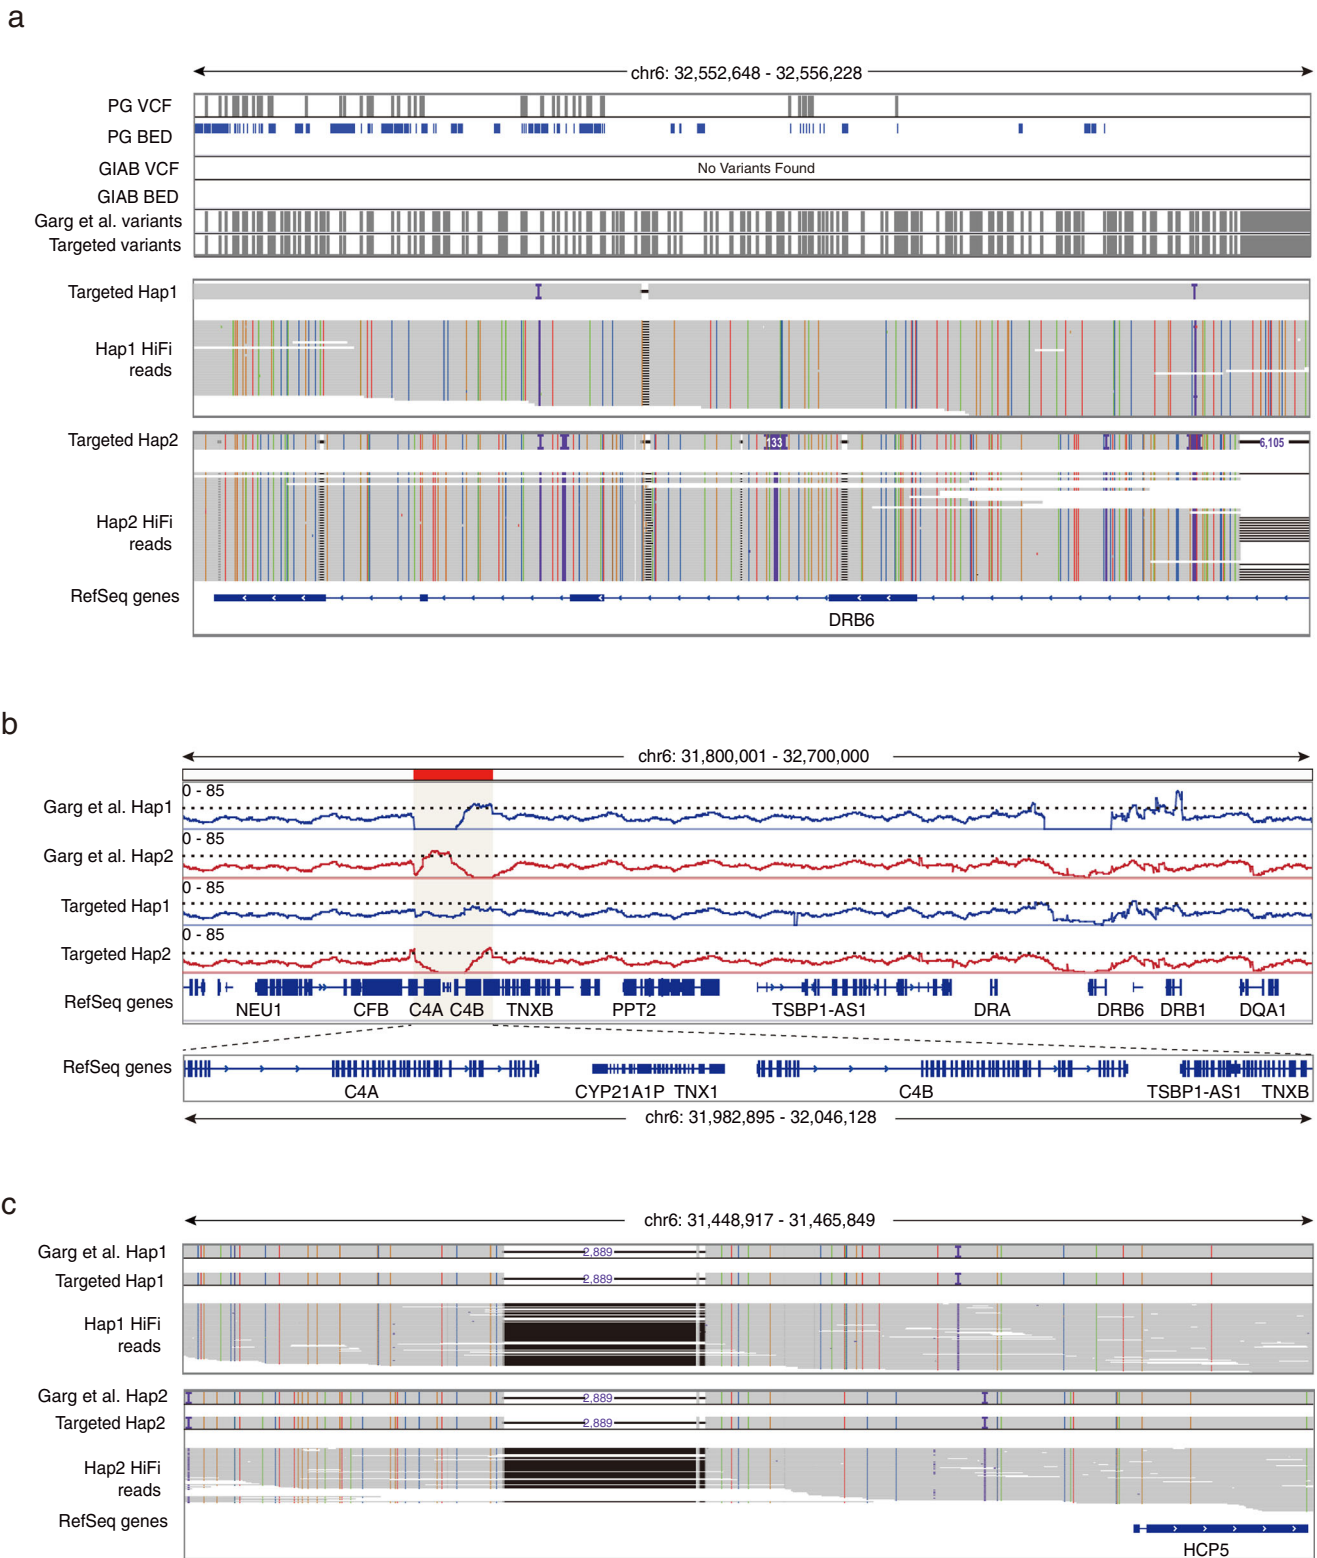 a
chr6: 32,552,648 - 32,556,228
PG VCF
PG BED
GIAB VCF
No Variants Found
GIAB BED
Garg et al. variants
Targeted variants
Targeted Hap1
Hap1 HiFi
reads
Targeted Hap2
133
6,105
Hap2 HiFi
reads
RefSeq genes
DRB6
b
chr6: 31,800,001 - 32,700,000
0 - 85
Garg et al. Hap1
0 - 85
Garg et al. Hap2
0 - 85
Targeted Hap1
0 - 85
Targeted Hap2
RefSeq genes
NEU1 CFB C4A C4B TNXB PPT2 TSBP1-AS1 DRA DRB6 DRB1 DQA1
RefSeq genes
C4A CYP21A1P TNX1 C4B TSBP1-AS1 TNXB
chr6: 31,982,895 - 32,046,128
c
chr6: 31,448,917 - 31,465,849
Garg et al. Hap1
2,889
Targeted Hap1
2,889
Hap1 HiFi
reads
Garg et al. Hap2
2,889
Targeted Hap2
2,889
Hap2 HiFi
reads
RefSeq genes
HCP5